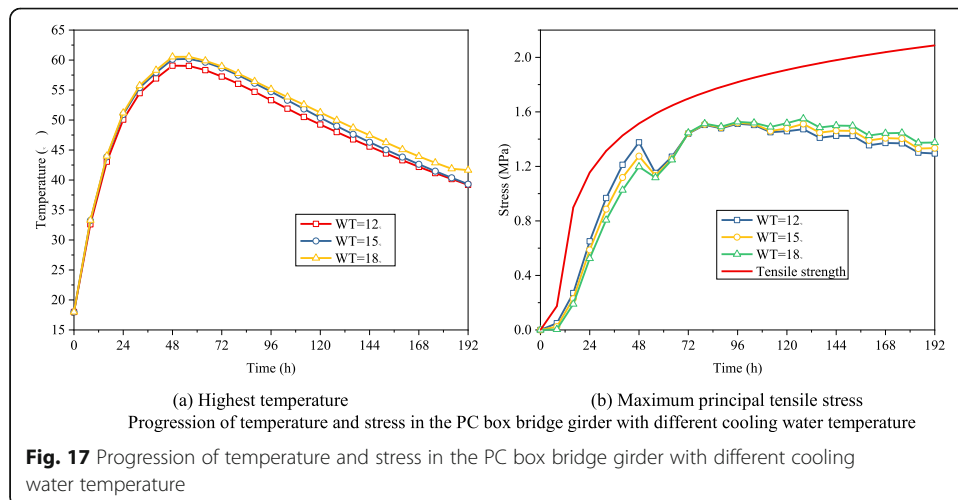 65
60
55
50
45
40
35
30
25
20
15
Temperature (
WT=12
WT=15
WT=18
0 24 48 72 96 120 144 168 192
Time (h)
(a) Highest temperature
2.0
1.6
1.2
0.8
0.4
0.0
Stress (MPa)
WT=12
WT=15
WT=18
Tensile strength
0 24 48 72 96 120 144 168 192
Time (h)
(b) Maximum principal tensile stress
Progression of temperature and stress in the PC box bridge girder with different cooling water temperature
Fig. 17 Progression of temperature and stress in the PC box bridge girder with different cooling
water temperature